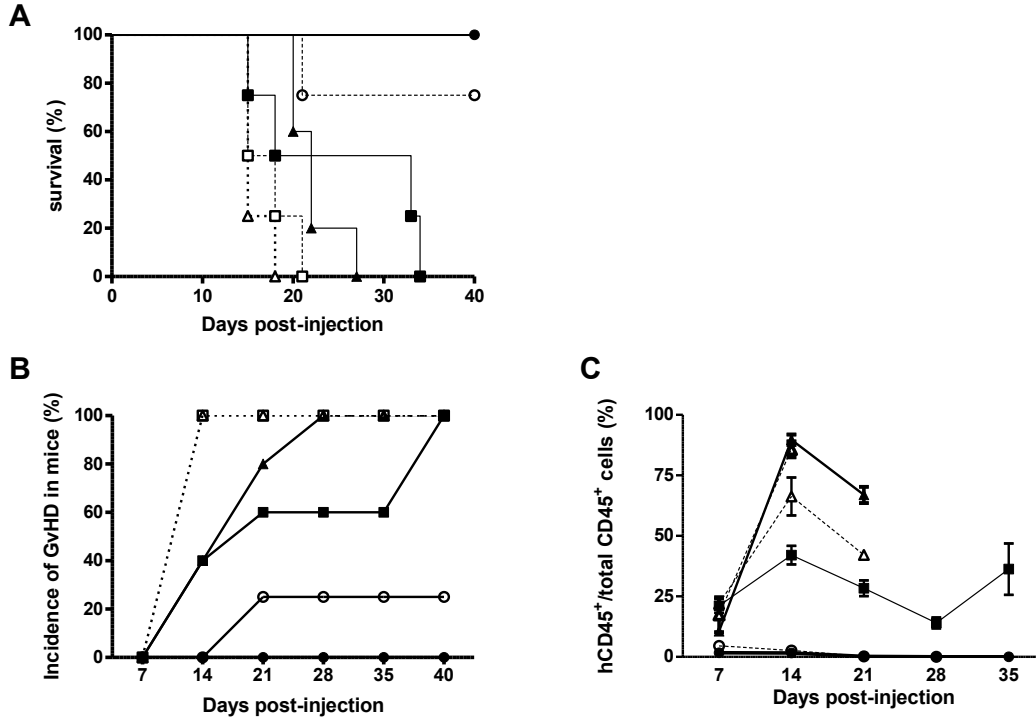 A
100
80
60
40
20
0
survival (%)
0 10 20 30 40
Days post-injection
B
Incidence of GvHD in mice (%)
100
80
60
40
20
0
7 14 21 28 35 40
Days post-injection
C
hCD45⁺/total CD45⁺ cells (%)
100
75
50
25
0
7 14 21 28 35
Days post-injection